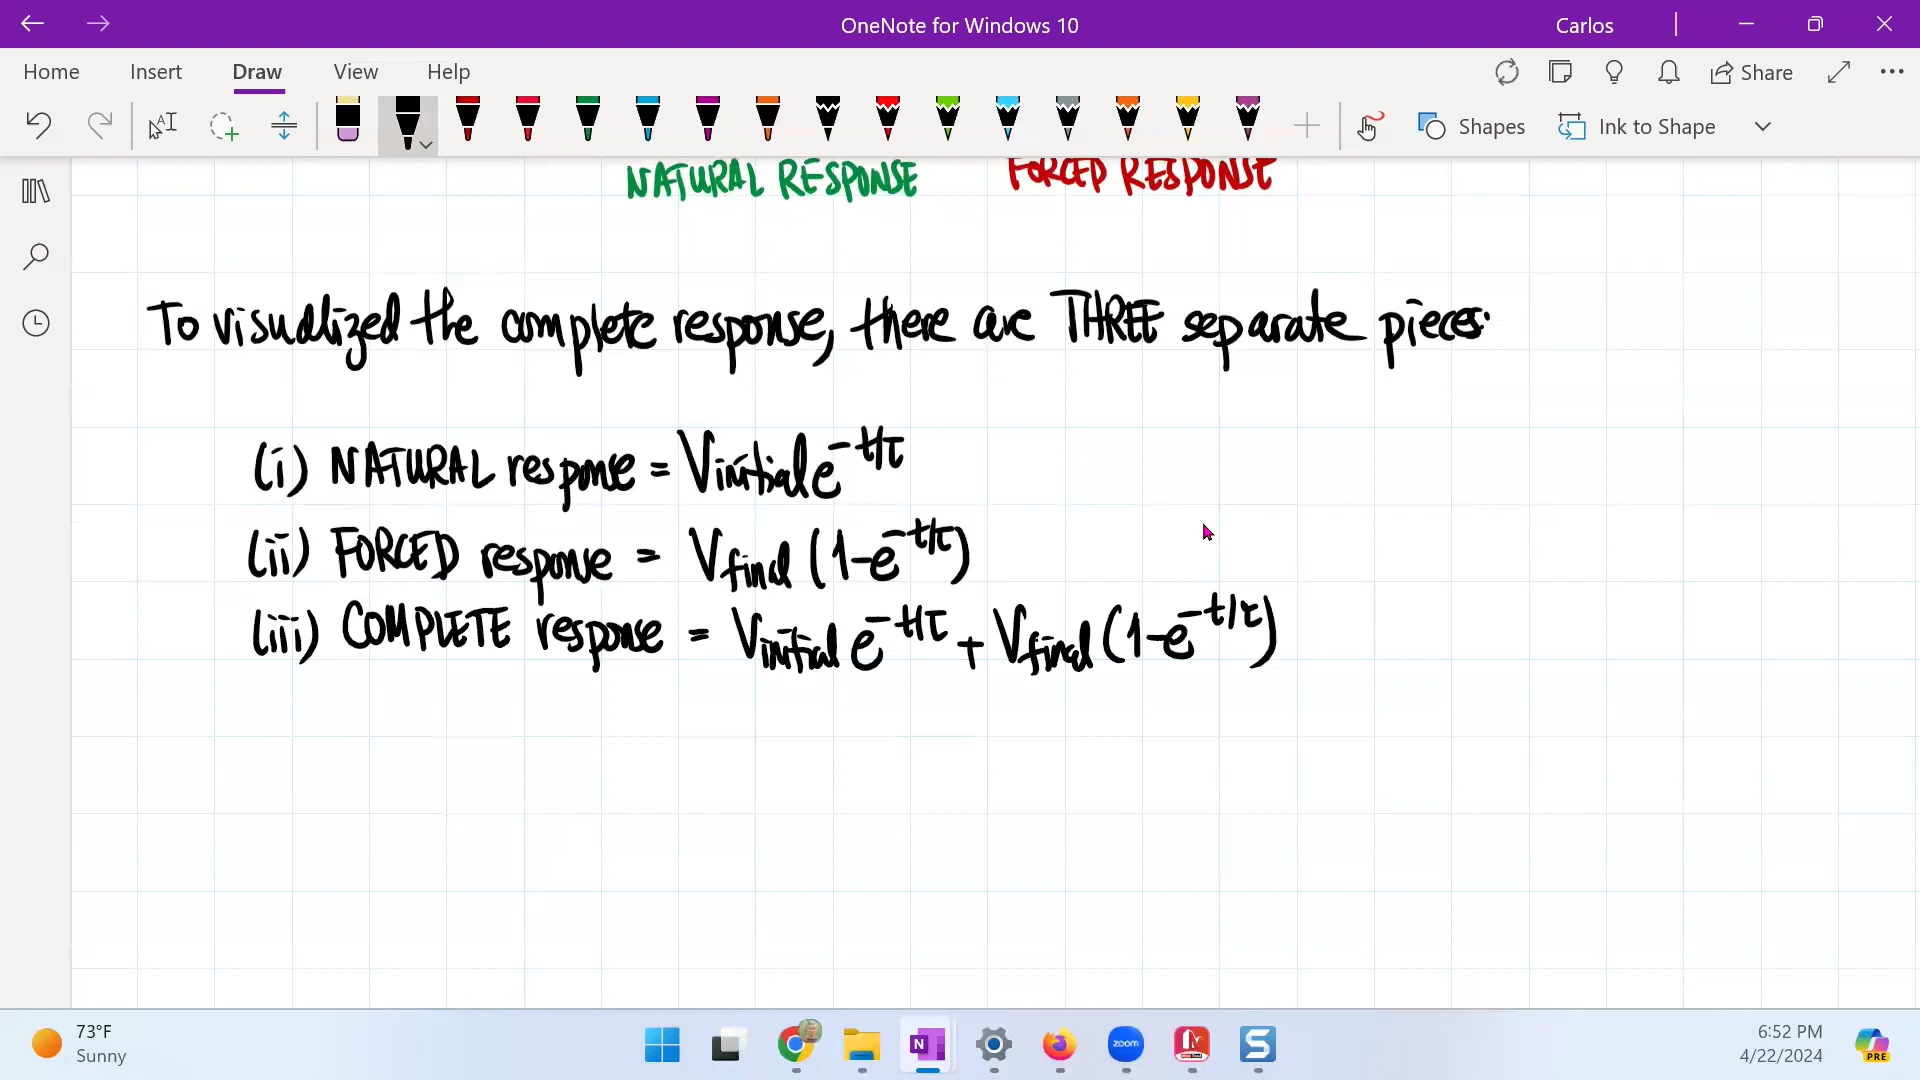 OneNote for Windows 10
Carlos
Home Insert Draw View Help
Share
Shapes Ink to Shape
NATURAL RESPONSE FORCED RESPONSE
To visualized the complete response, there are THREE separate pieces:
(i) NATURAL response = Vinitial e^-t/τ
(ii) FORCED response = Vfinal (1-e^-t/τ)
(iii) COMPLETE response = Vinitial e^-t/τ + Vfinal (1-e^-t/τ)
73°F
Sunny
zoom
6:52 PM
4/22/2024
PRE